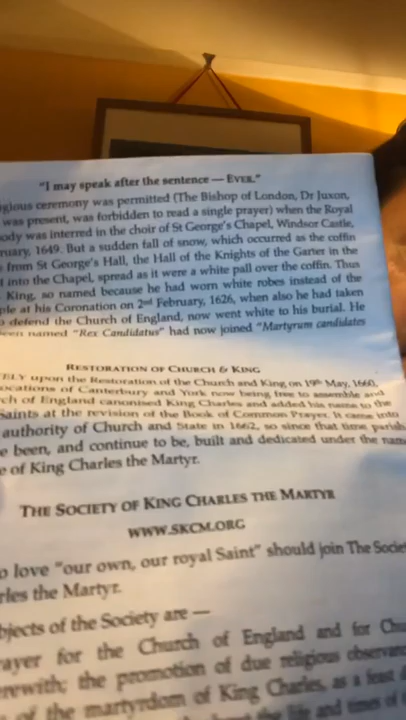 "I may speak after the sentence — EVER."
gious ceremony was permitted (The Bishop of London, Dr Juxon,
was present, was forbidden to read a single prayer) when the Royal
ody was interred in the choir of St George's Chapel, Windsor Castle,
ruary, 1649. But a sudden fall of snow, which occurred as the coffin
from St George's Hall, the Hall of the Knights of the Garter in the
l into the Chapel, spread as it were a white pall over the coffin. Thus
King, so named because he had worn white robes instead of the
ple at his Coronation on 2nd February, 1626, when also he had taken
o defend the Church of England, now went white to his burial. He
een named "Rex Candidatus" had now joined "Martyrum candidates
RESTORATION OF CHURCH & KING
ELY upon the Restoration of the Church and King on 19th May, 1660,
ocations of Canterbury and York now being free to assemble and
ch of England canonised King Charles and added his name to the
Saints at the revision of the Book of Common Prayer. It came into
authority of Church and State in 1662, so since that time parish
e been, and continue to be, built and dedicated under the nam
e of King Charles the Martyr.
THE SOCIETY OF KING CHARLES THE MARTYR
WWW.SKCM.ORG
o love "our own, our royal Saint" should join The Societ
rles the Martyr.
bjects of the Society are —
rayer for the Church of England and for Chu
erewith; the promotion of due religious observan
of the martyrdom of King Charles, as a feast d
the life and times of